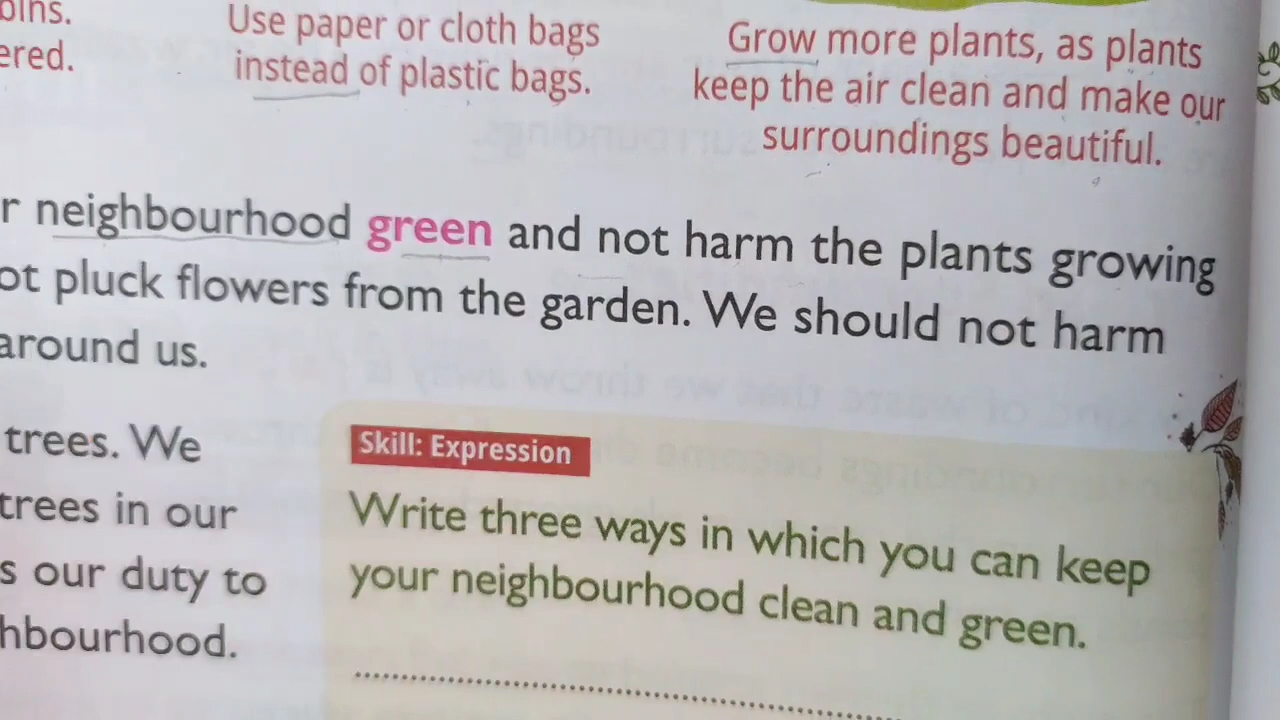 bins.
ered.
Use paper or cloth bags
instead of plastic bags.
Grow more plants, as plants
keep the air clean and make our
surroundings beautiful.
r neighbourhood green and not harm the plants growing
ot pluck flowers from the garden. We should not harm
around us.
trees. We
trees in our
s our duty to
hbourhood.
Skill: Expression
Write three ways in which you can keep
your neighbourhood clean and green.